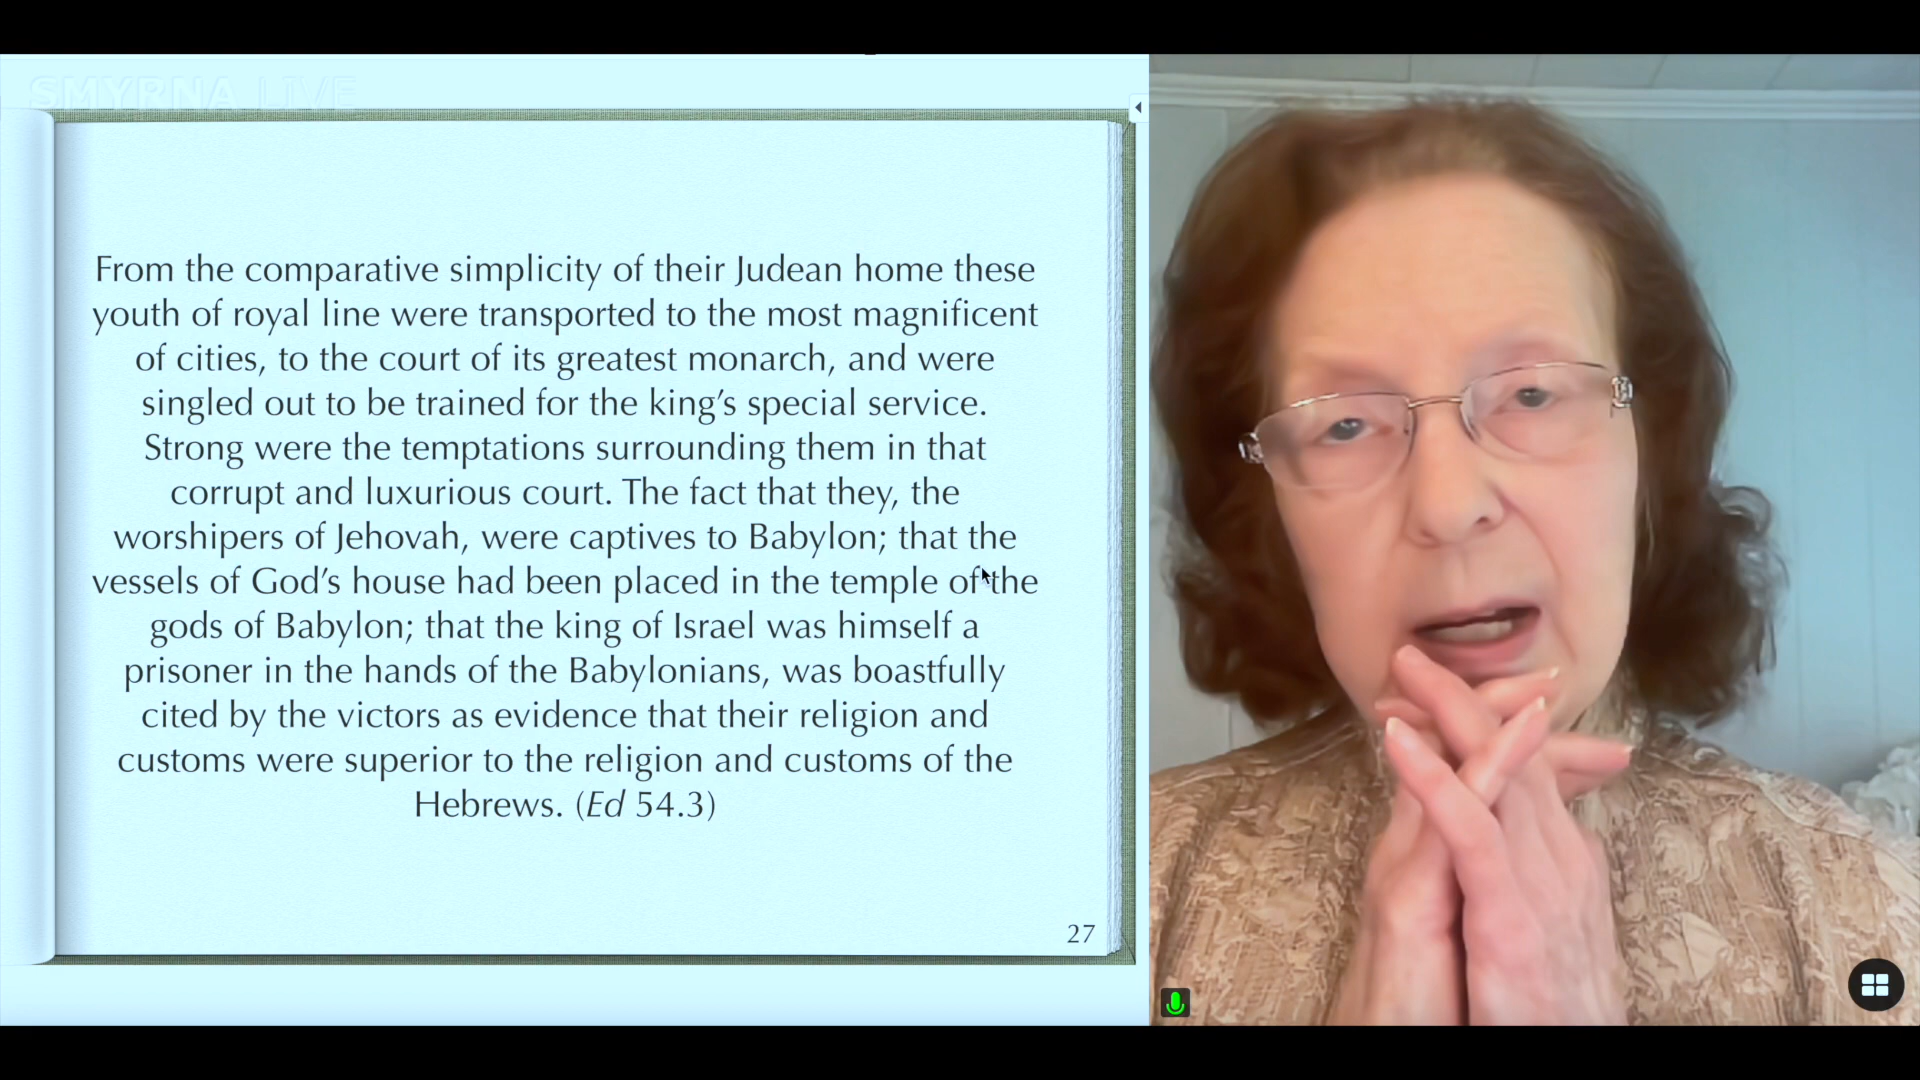 SMYRNA LIVE
From the comparative simplicity of their Judean home these
youth of royal line were transported to the most magnificent
of cities, to the court of its greatest monarch, and were
singled out to be trained for the king’s special service.
Strong were the temptations surrounding them in that
corrupt and luxurious court. The fact that they, the
worshipers of Jehovah, were captives to Babylon; that the
vessels of God’s house had been placed in the temple of the
gods of Babylon; that the king of Israel was himself a
prisoner in the hands of the Babylonians, was boastfully
cited by the victors as evidence that their religion and
customs were superior to the religion and customs of the
Hebrews. (Ed 54.3)
27